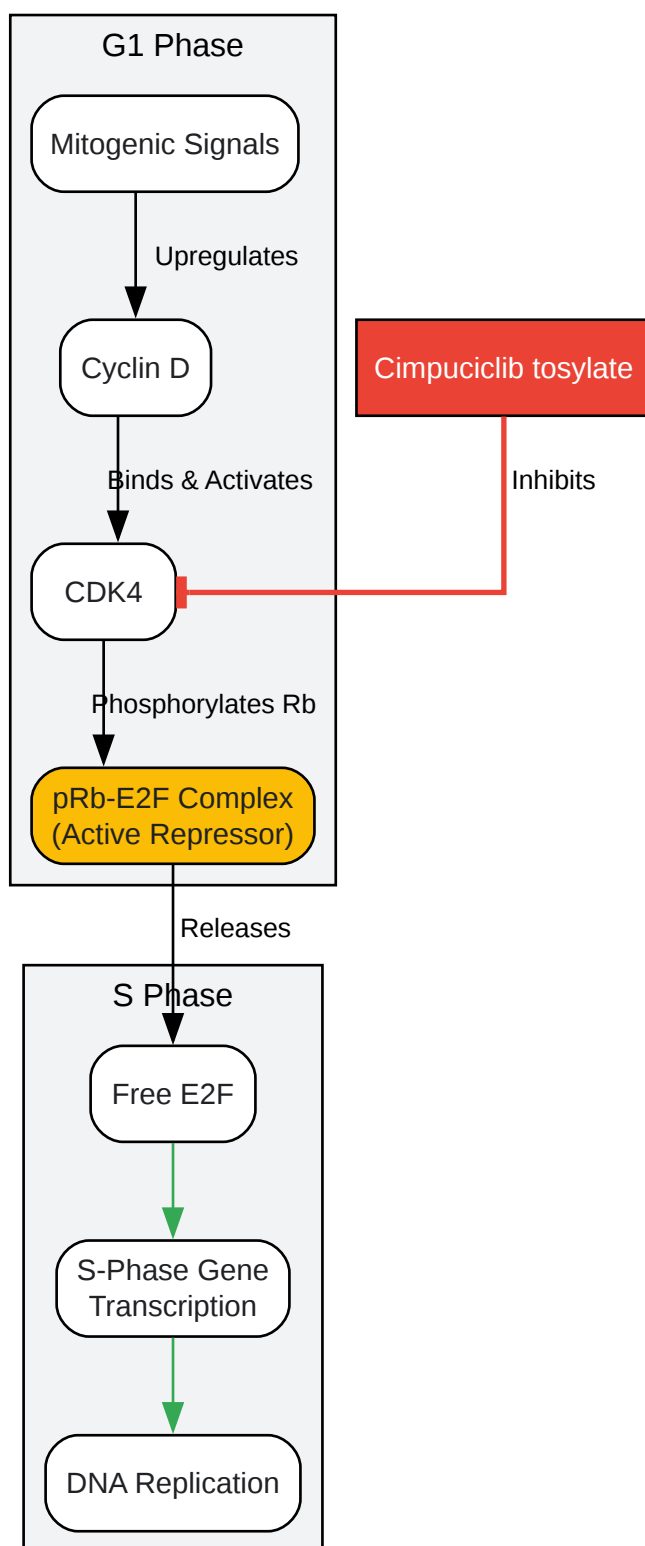 G1 Phase
Mitogenic Signals
Upregulates
Cyclin D
Cimpuciclib tosylate
Binds & Activates
Inhibits
CDK4
Phosphorylates Rb
pRb-E2F Complex
(Active Repressor)
Releases
S Phase
Free E2F
S-Phase Gene
Transcription
DNA Replication